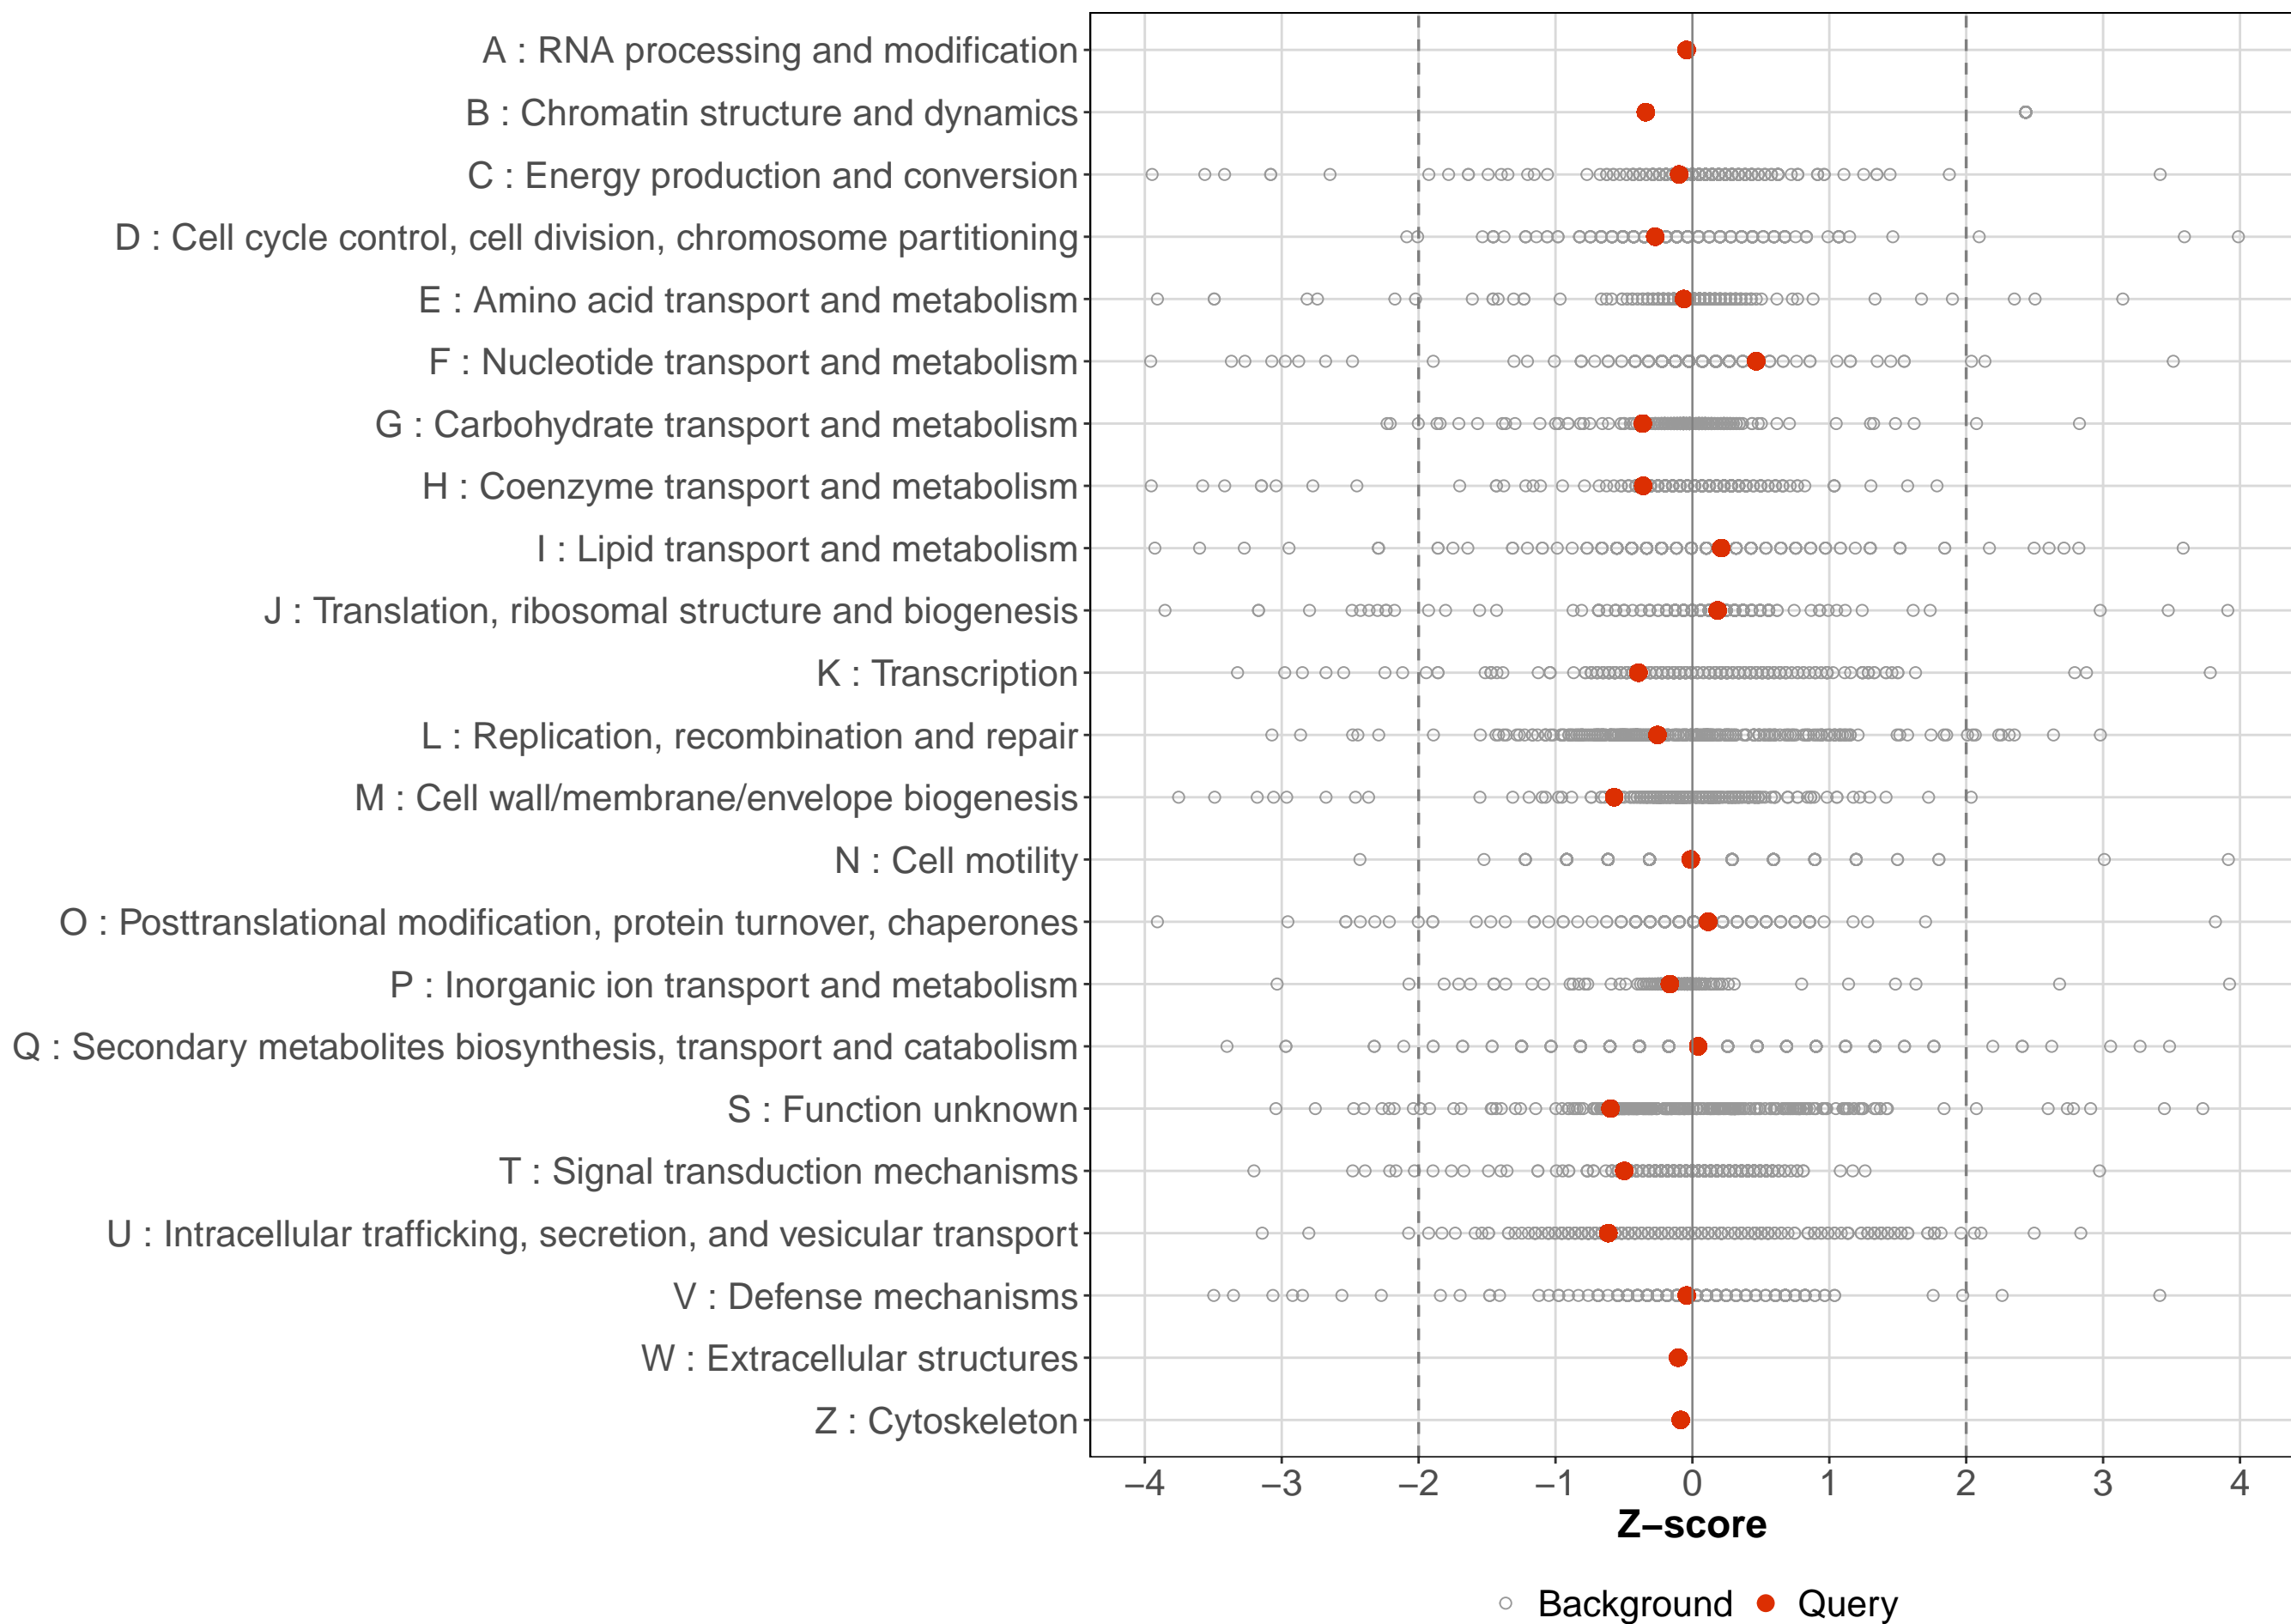 A : RNA processing and modification
B : Chromatin structure and dynamics
C : Energy production and conversion
D : Cell cycle control, cell division, chromosome partitioning
E : Amino acid transport and metabolism
F : Nucleotide transport and metabolism
G : Carbohydrate transport and metabolism
H : Coenzyme transport and metabolism
I : Lipid transport and metabolism
J : Translation, ribosomal structure and biogenesis
K : Transcription
L : Replication, recombination and repair
M : Cell wall/membrane/envelope biogenesis
N : Cell motility
O : Posttranslational modification, protein turnover, chaperones
P : Inorganic ion transport and metabolism
Q : Secondary metabolites biosynthesis, transport and catabolism
S : Function unknown
T : Signal transduction mechanisms
U : Intracellular trafficking, secretion, and vesicular transport
V : Defense mechanisms
W : Extracellular structures
Z : Cytoskeleton
−4 −3 −2 −1 0 1 2 3 4
Z−score
Background Query